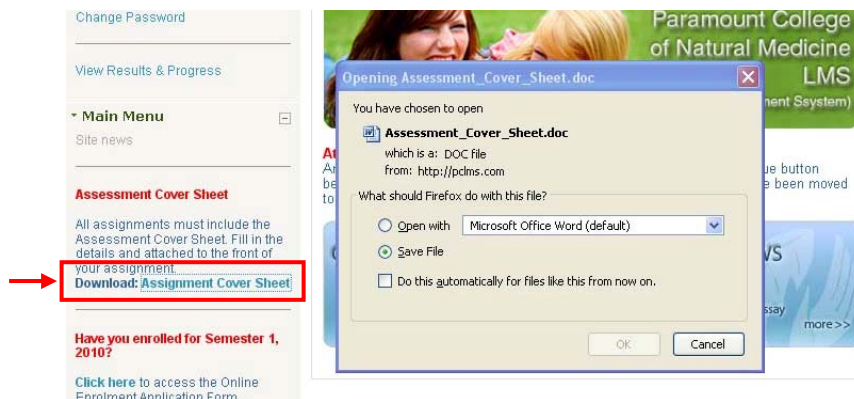 Change Password
View Results & Progress
Main Menu
Site news
Assessment Cover Sheet
All assignments must include the
Assessment Cover Sheet. Fill in the
details and attached to the front of
your assignment.
Download: Assignment Cover Sheet
Have you enrolled for Semester 1,
2010?
Click here to access the Online
Enrolment Application Form
Paramount College
of Natural Medicine
LMS
Ssystem)
Opening Assessment_Cover_Sheet.doc
You have chosen to open
Assessment_Cover_Sheet.doc
which is a: DOC file
from: http://pclms.com
What should Firefox do with this file?
Open with Microsoft Office Word (default)
Save File
Do this automatically for files like this from now on.
OK Cancel
button
been moved
to
more>>